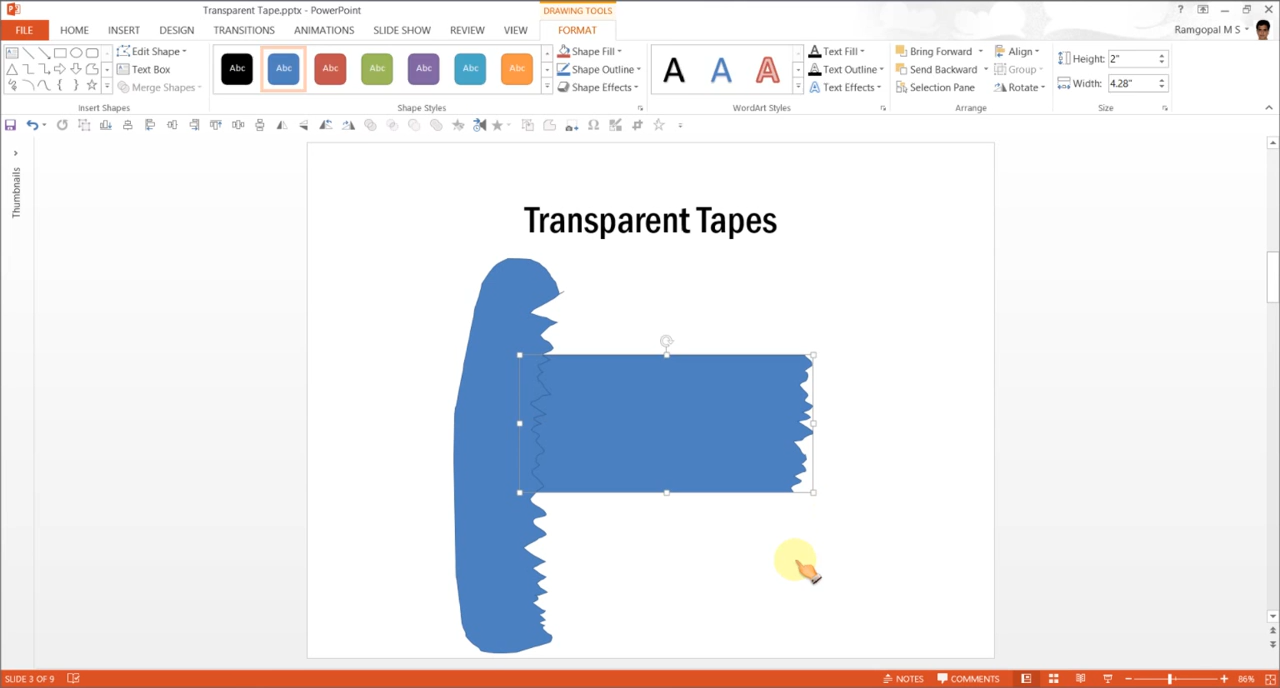 Transparent Tape.pptx - PowerPoint
DRAWING TOOLS
?
FILE HOME INSERT DESIGN TRANSITIONS ANIMATIONS SLIDE SHOW REVIEW VIEW FORMAT
Ramgopal M S
Edit Shape
Text Box
Merge Shapes
Insert Shapes
Abc Abc Abc Abc Abc Abc Abc
Shape Fill
Shape Outline
Shape Effects
Shape Styles
A A A
Text Fill
Text Outline
Text Effects
WordArt Styles
Bring Forward
Send Backward
Selection Pane
Align
Group
Rotate
Arrange
Height: 2"
Width: 4.28"
Size
Thumbnails
Transparent Tapes
SLIDE 3 OF 9
NOTES
COMMENTS
86%